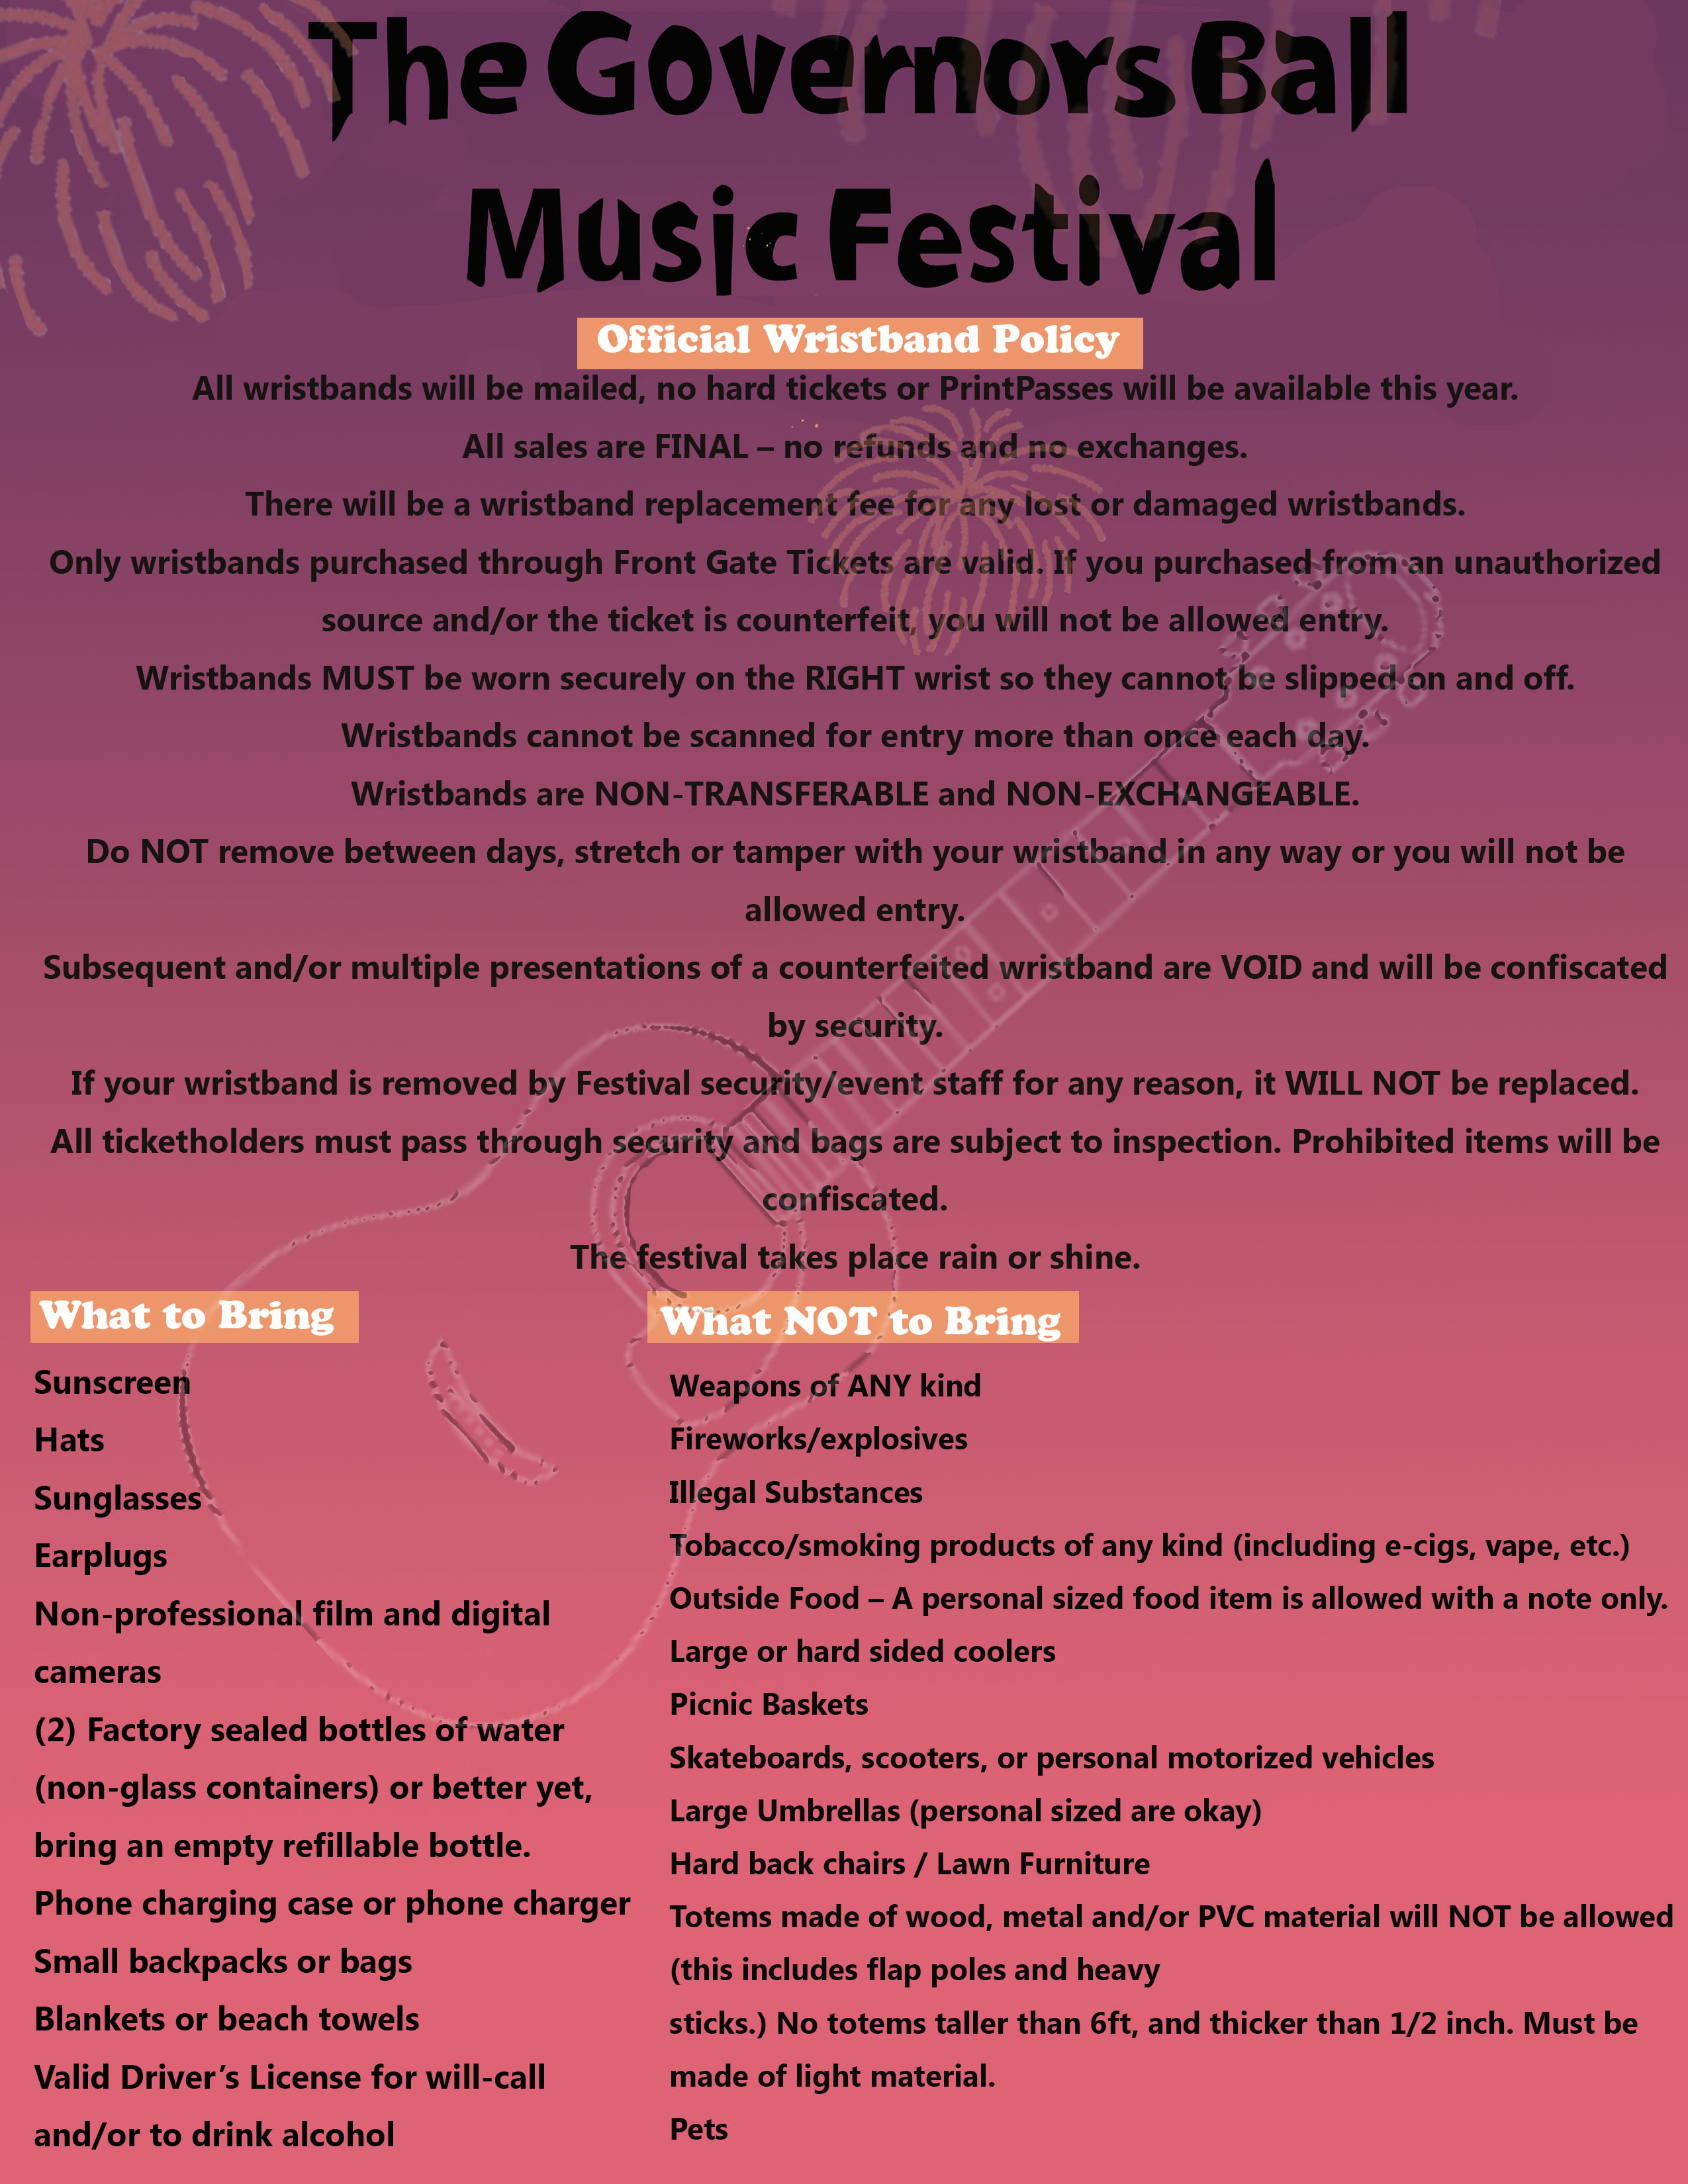 The Governors Ball
Music Festival
Official Wristband Policy
All wristbands will be mailed, no hard tickets or PrintPasses will be available this year.
All sales are FINAL – no refunds and no exchanges.
There will be a wristband replacement fee for any lost or damaged wristbands.
Only wristbands purchased through Front Gate Tickets are valid. If you purchased from an unauthorized
source and/or the ticket is counterfeit, you will not be allowed entry.
Wristbands MUST be worn securely on the RIGHT wrist so they cannot be slipped on and off.
Wristbands cannot be scanned for entry more than once each day.
Wristbands are NON-TRANSFERABLE and NON-EXCHANGEABLE.
Do NOT remove between days, stretch or tamper with your wristband in any way or you will not be
allowed entry.
Subsequent and/or multiple presentations of a counterfeited wristband are VOID and will be confiscated
by security.
If your wristband is removed by Festival security/event staff for any reason, it WILL NOT be replaced.
All ticketholders must pass through security and bags are subject to inspection. Prohibited items will be
confiscated.
The festival takes place rain or shine.
What to Bring
Sunscreen
Hats
Sunglasses
Earplugs
Non-professional film and digital
cameras
(2) Factory sealed bottles of water
(non-glass containers) or better yet,
bring an empty refillable bottle.
Phone charging case or phone charger
Small backpacks or bags
Blankets or beach towels
Valid Driver’s License for will-call
and/or to drink alcohol
What NOT to Bring
Weapons of ANY kind
Fireworks/explosives
Illegal Substances
Tobacco/smoking products of any kind (including e-cigs, vape, etc.)
Outside Food – A personal sized food item is allowed with a note only.
Large or hard sided coolers
Picnic Baskets
Skateboards, scooters, or personal motorized vehicles
Large Umbrellas (personal sized are okay)
Hard back chairs / Lawn Furniture
Totems made of wood, metal and/or PVC material will NOT be allowed
(this includes flap poles and heavy
sticks.) No totems taller than 6ft, and thicker than 1/2 inch. Must be
made of light material.
Pets